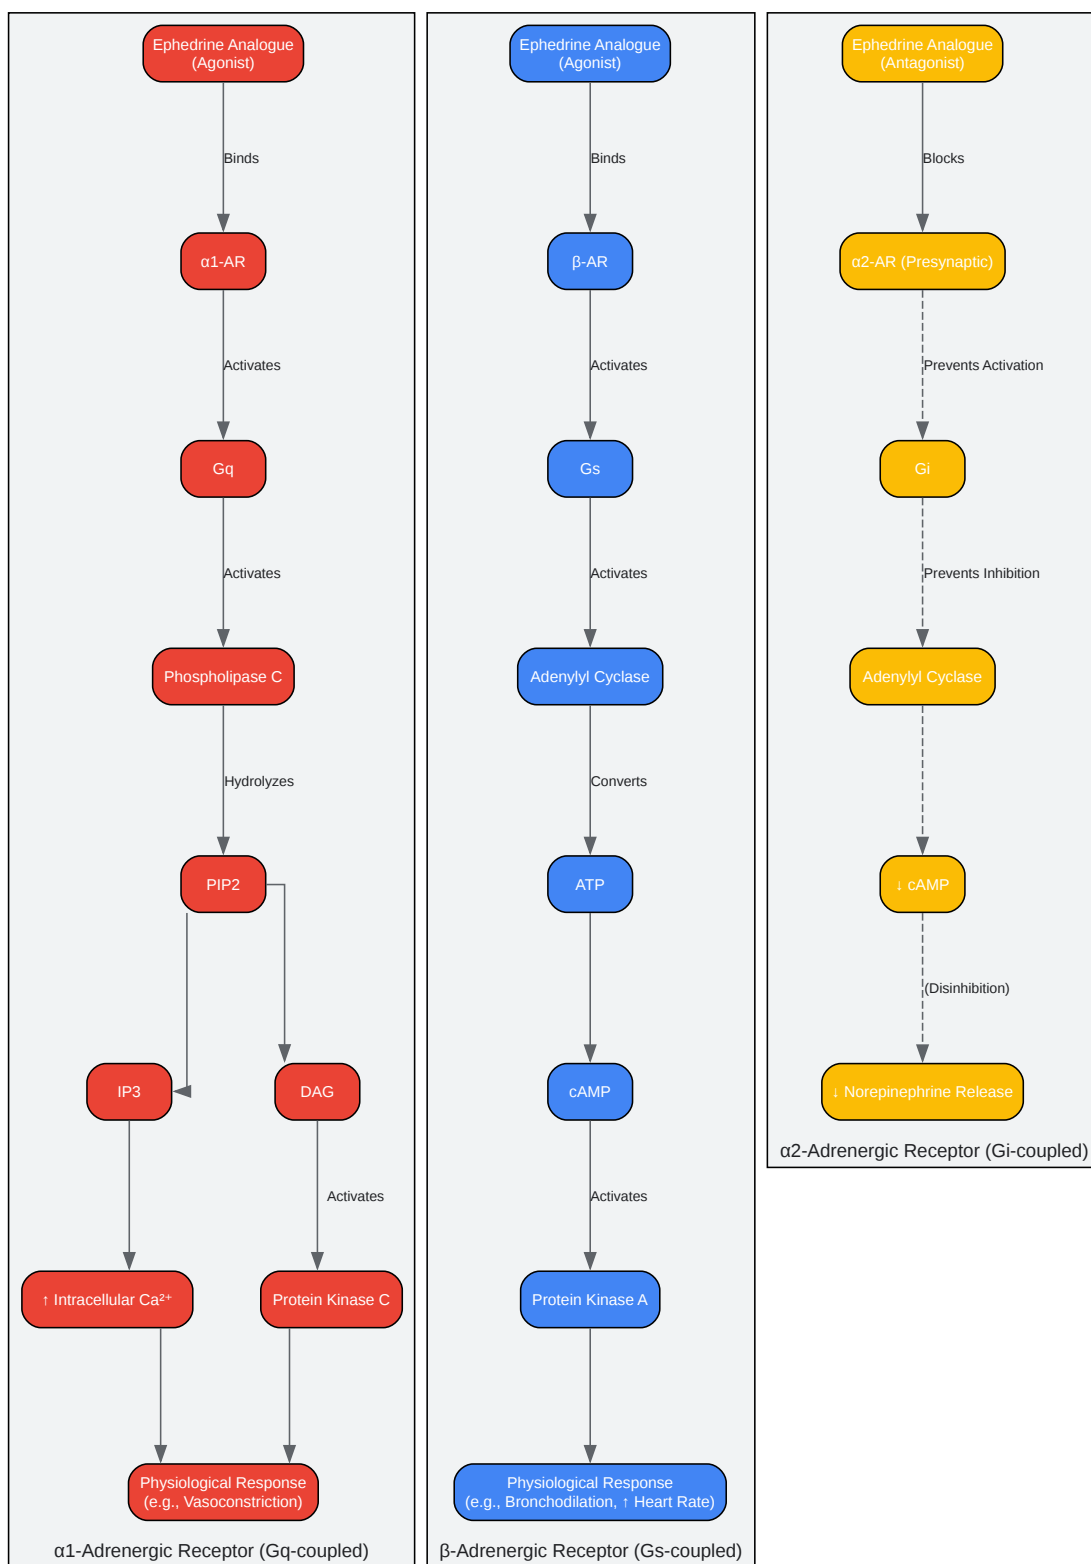 Ephedrine Analogue
(Agonist)
Binds
α1-AR
Activates
Gq
Activates
Phospholipase C
Hydrolyzes
PIP2
IP3
DAG
Activates
↑ Intracellular Ca²⁺
Protein Kinase C
Physiological Response
(e.g., Vasoconstriction)
α1-Adrenergic Receptor (Gq-coupled)
Ephedrine Analogue
(Agonist)
Binds
β-AR
Activates
Gs
Activates
Adenylyl Cyclase
Converts
ATP
cAMP
Activates
Protein Kinase A
Physiological Response
(e.g., Bronchodilation, ↑ Heart Rate)
β-Adrenergic Receptor (Gs-coupled)
Ephedrine Analogue
(Antagonist)
Blocks
α2-AR (Presynaptic)
Prevents Activation
Gi
Prevents Inhibition
Adenylyl Cyclase
↓ cAMP
(Disinhibition)
↓ Norepinephrine Release
α2-Adrenergic Receptor (Gi-coupled)